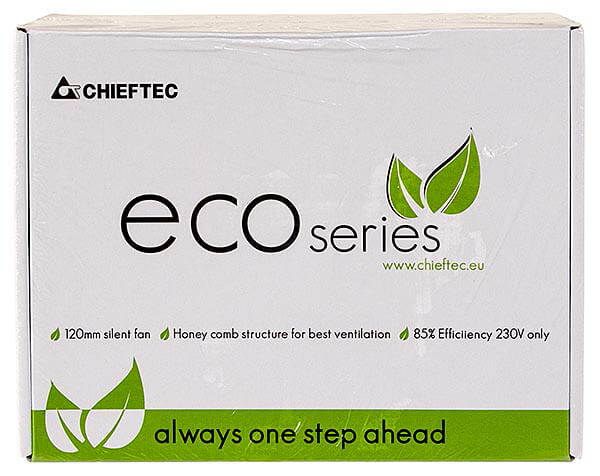 CHIEFTEC
eco series
www.chieftec.eu
120mm silent fan Honey comb structure for best ventilation 85% Efficiiency 230V only
always one step ahead